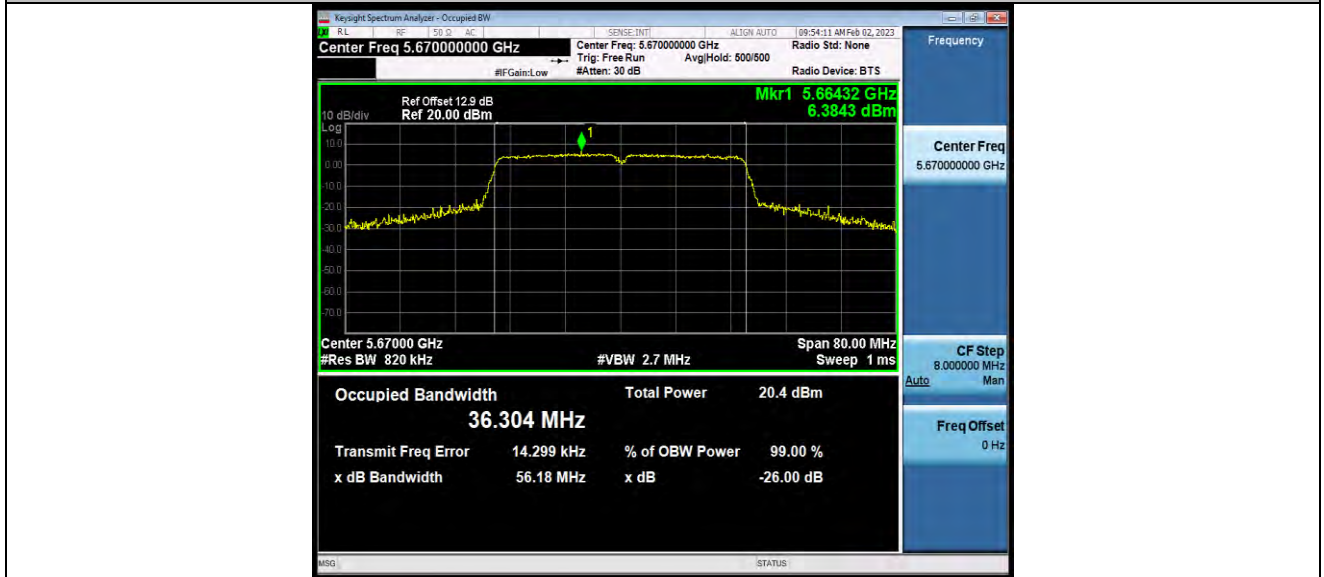 Keysight Spectrum Analyzer - Occupied BW
RL RF 50 Ω AC SENSE:INT ALIGN AUTO 09:54:11 AM Feb 02, 2023
Center Freq 5.670000000 GHz
Center Freq: 5.670000000 GHz Radio Std: None
Trig: Free Run Avg|Hold: 500/500
#IFGain:Low #Atten: 30 dB Radio Device: BTS
Frequency
Mkr1 5.66432 GHz
6.3843 dBm
Ref Offset 12.9 dB
10 dB/div Ref 20.00 dBm
Log
10.0
0.00
-10.0
-20.0
-30.0
-40.0
-50.0
-60.0
-70.0
1
Center 5.67000 GHz Span 80.00 MHz
#Res BW 820 kHz #VBW 2.7 MHz Sweep 1 ms
Occupied Bandwidth Total Power 20.4 dBm
36.304 MHz
Transmit Freq Error 14.299 kHz % of OBW Power 99.00 %
x dB Bandwidth 56.18 MHz x dB -26.00 dB
Center Freq
5.670000000 GHz
CF Step
8.000000 MHz
Auto Man
Freq Offset
0 Hz
MSG STATUS